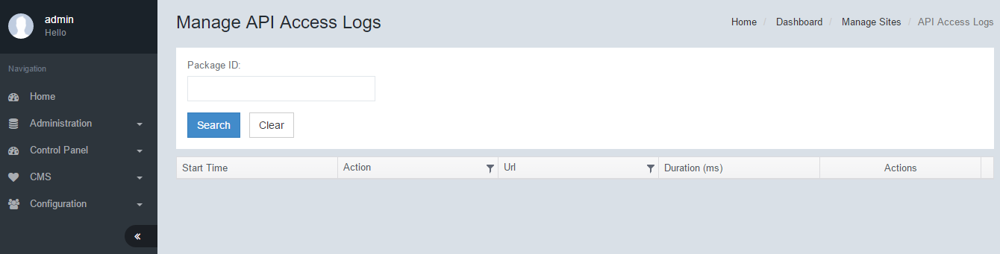 admin
Hello
Navigation
Home
Administration
Control Panel
CMS
Configuration
Manage API Access Logs
Home / Dashboard / Manage Sites / API Access Logs
Package ID:
Search Clear
Start Time Action Url Duration (ms) Actions